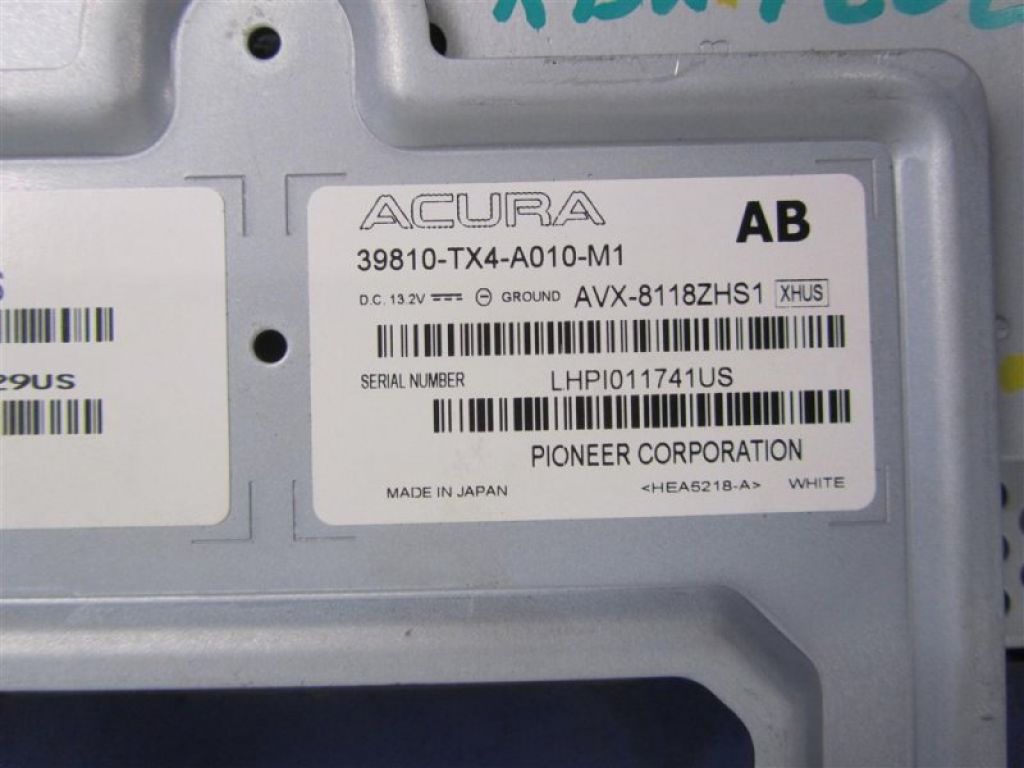 ACURA
AB
39810-TX4-A010-M1
D.C. 13.2V GROUND AVX-8118ZHS1 XHUS
SERIAL NUMBER LHPI011741US
PIONEER CORPORATION
MADE IN JAPAN <HEA5218-A> WHITE
29US